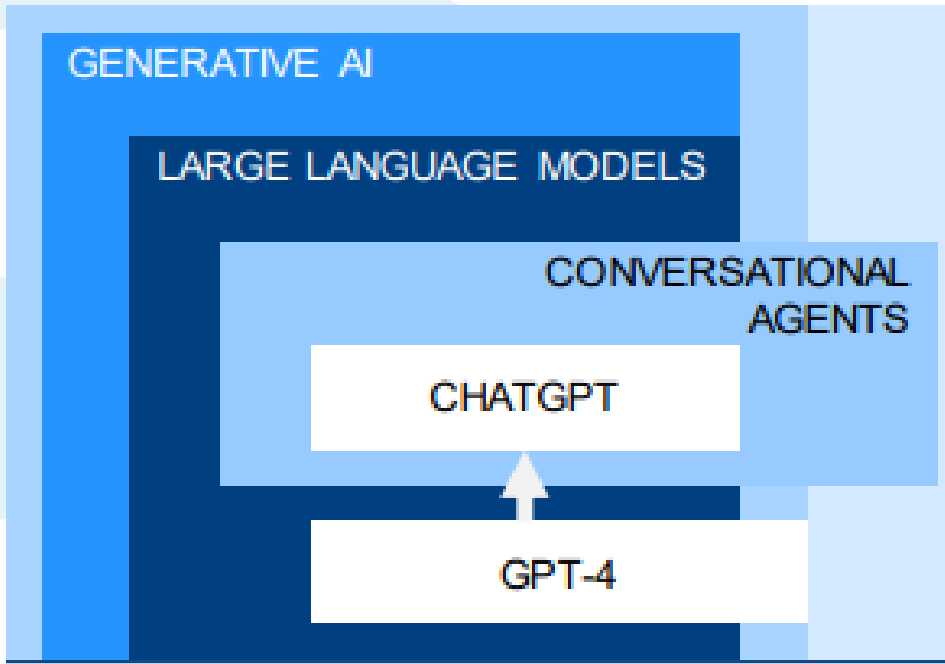 GENERATIVE AI
LARGE LANGUAGE MODELS
CONVERSATIONAL
AGENTS
CHATGPT
GPT-4